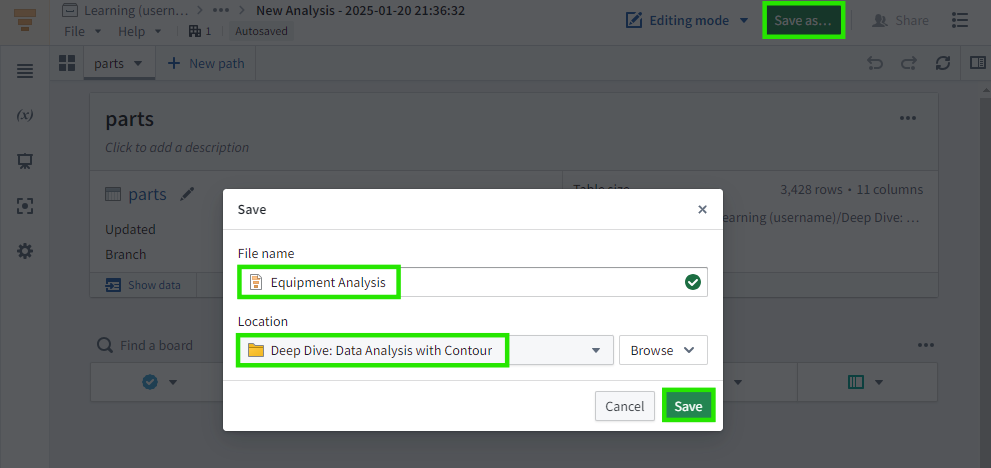 Learning (usern… > ••• > New Analysis - 2025-01-20 21:36:32
File Help 1 Autosaved
Editing mode Save as… Share
parts + New path
parts
Click to add a description
parts
Table size 3,428 rows • 11 columns
Updated
earning (username)/Deep Dive: …
Branch
Show data
Save
File name
Equipment Analysis
Location
Deep Dive: Data Analysis with Contour Browse
Cancel Save
Find a board
(x)